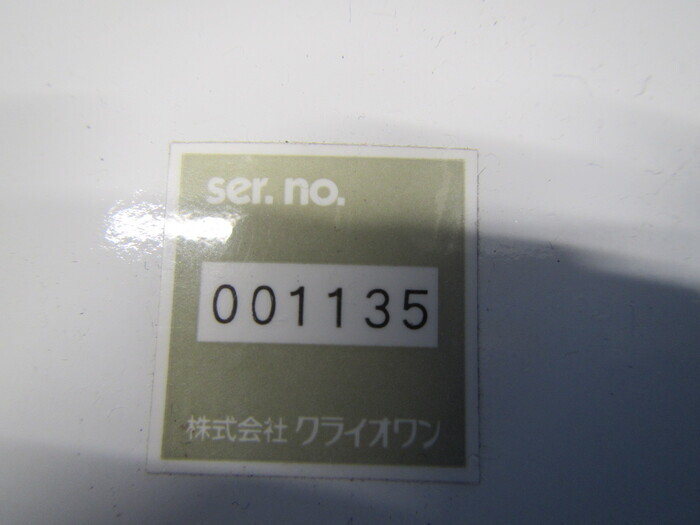 ser. no.
001135
株式会社 クライオワン